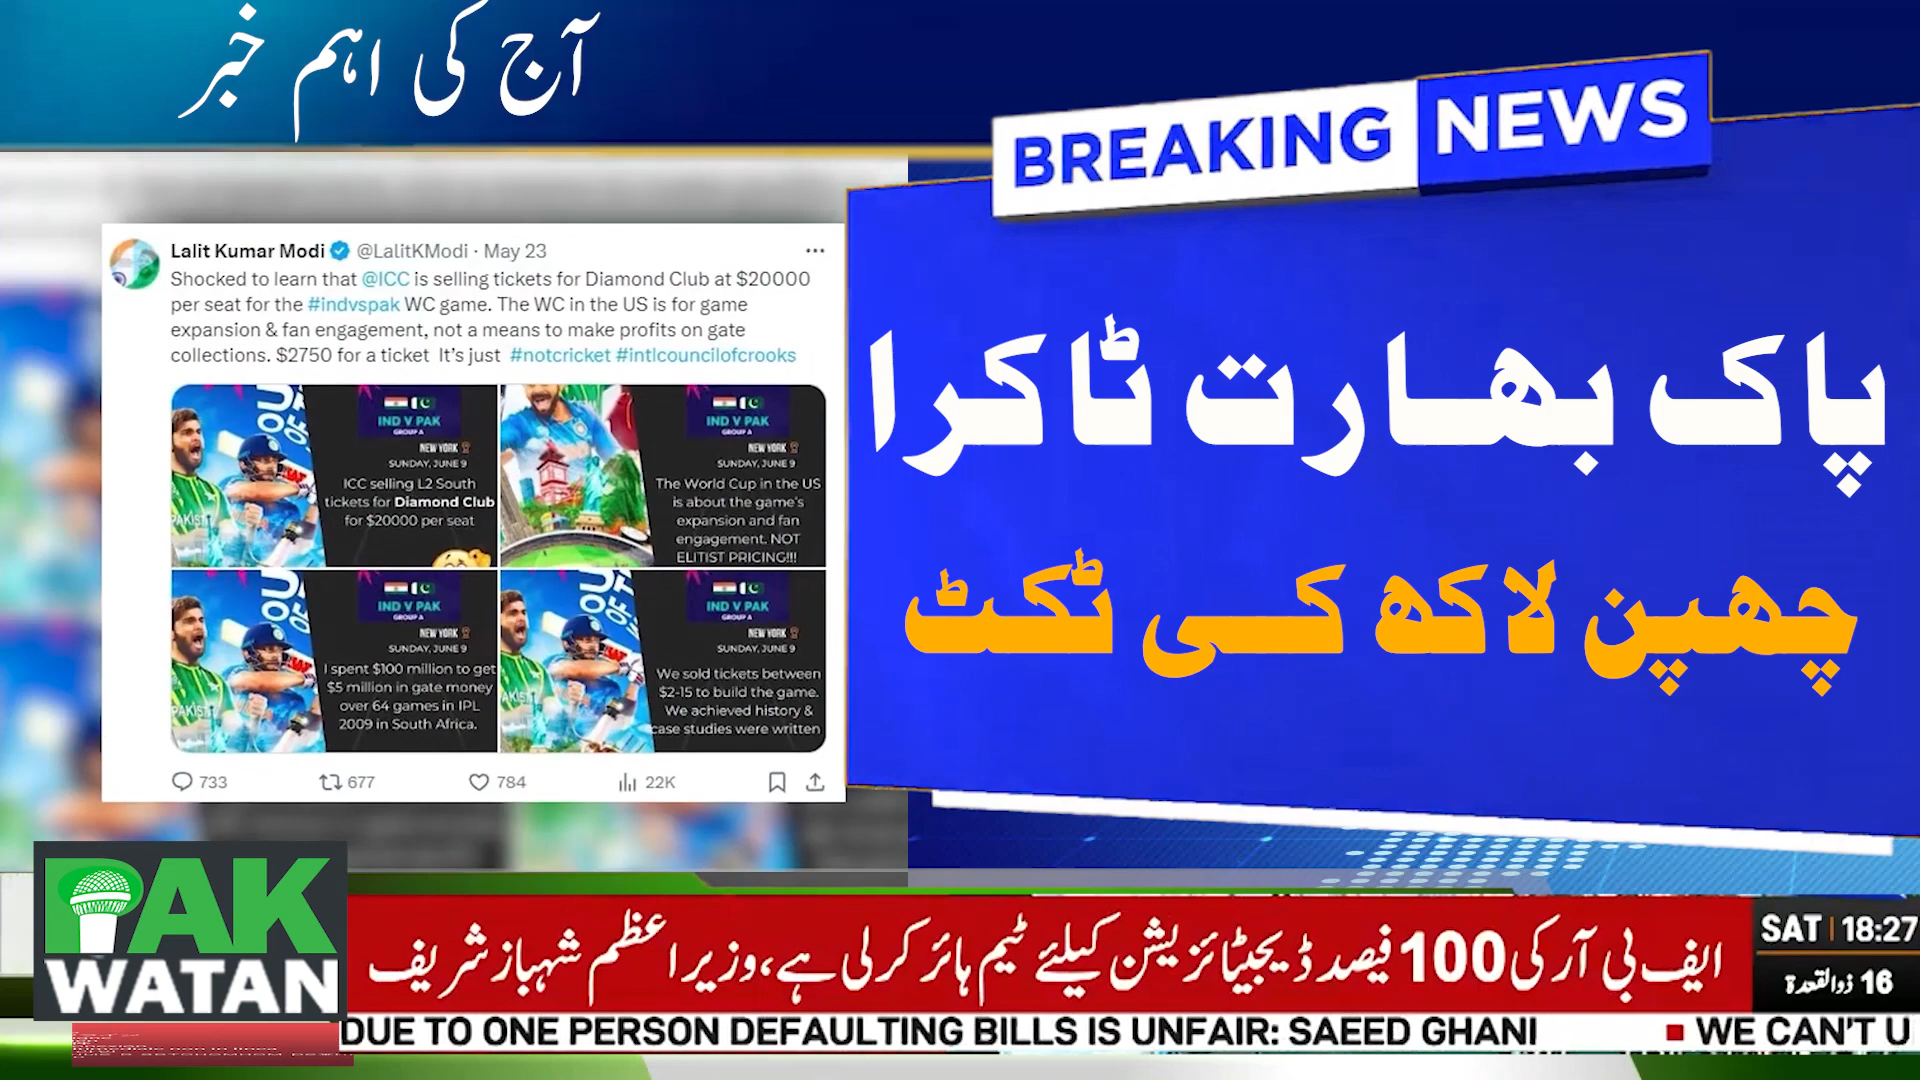 آج کی اہم خبر
BREAKING NEWS
Lalit Kumar Modi @LalitKModi · May 23
Shocked to learn that @ICC is selling tickets for Diamond Club at $20000
per seat for the #indvspak WC game. The WC in the US is for game
expansion & fan engagement, not a means to make profits on gate
collections. $2750 for a ticket It's just #notcricket #intlcouncilofcrooks
IND V PAK
GROUP A
NEW YORK
SUNDAY, JUNE 9
ICC selling L2 South
tickets for Diamond Club
for $20000 per seat
IND V PAK
GROUP A
NEW YORK
SUNDAY, JUNE 9
The World Cup in the US
is about the game's
expansion and fan
engagement. NOT
ELITIST PRICING!!!
IND V PAK
GROUP A
NEW YORK
SUNDAY, JUNE 9
I spent $100 million to get
$5 million in gate money
over 64 games in IPL
2009 in South Africa.
IND V PAK
GROUP A
NEW YORK
SUNDAY, JUNE 9
We sold tickets between
$2-15 to build the game.
We achieved history &
case studies were written
733 677 784 22K
پاک بھارت ٹاکرا
چھپن لاکھ کی ٹکٹ
PAK
WATAN
ایف بی آر کی 100 فیصد ڈیجیٹائزیشن کیلئے ٹیم ہائر کر لی ہے، وزیراعظم شہباز شریف
SAT | 18:27
16 ذوالقعدة
DUE TO ONE PERSON DEFAULTING BILLS IS UNFAIR: SAEED GHANI ■ WE CAN'T U